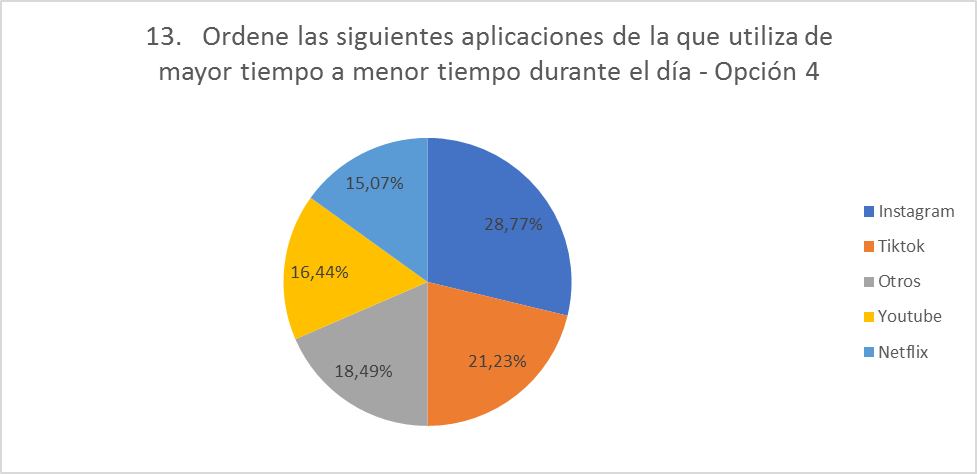 13. Ordene las siguientes aplicaciones de la que utiliza de
mayor tiempo a menor tiempo durante el día - Opción 4
15,07%
28,77%
16,44%
18,49%
21,23%
Instagram
Tiktok
Otros
Youtube
Netflix